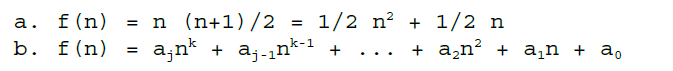 a. f(n) = n (n+1)/2 = 1/2 n² + 1/2 n
b. f(n) = aⱼnᵏ + aⱼ₋₁nᵏ⁻¹ + ... + a₂n² + a₁n + a₀